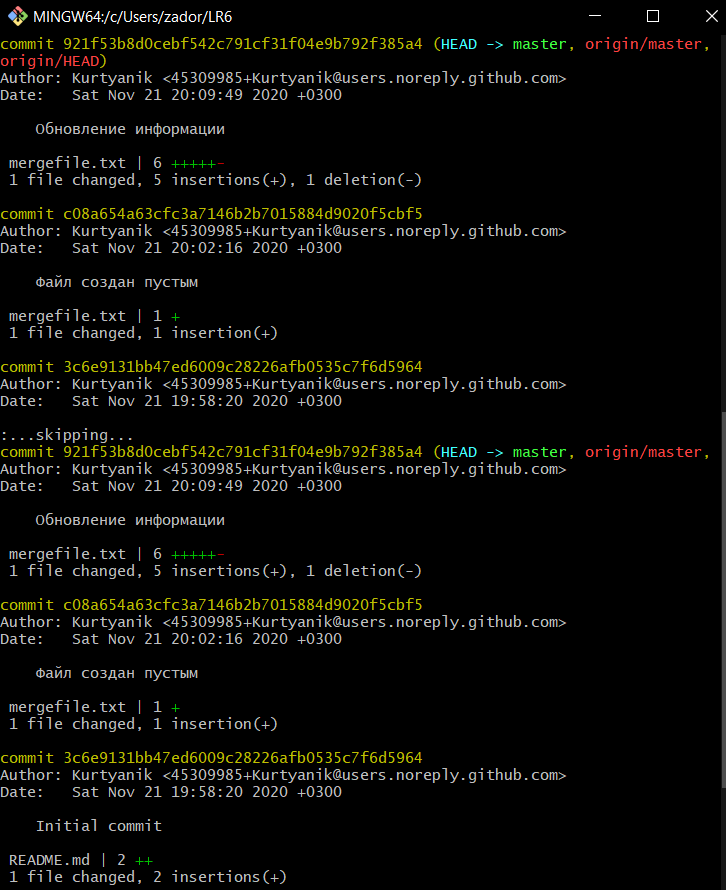 MINGW64:/c/Users/zador/LR6
commit 921f53b8d0cebf542c791cf31f04e9b792f385a4 (HEAD -> master, origin/master,
origin/HEAD)
Author: Kurtyanik <45309985+Kurtyanik@users.noreply.github.com>
Date:   Sat Nov 21 20:09:49 2020 +0300

    Обновление информации

 mergefile.txt | 6 +++++-
 1 file changed, 5 insertions(+), 1 deletion(-)

commit c08a654a63cfc3a7146b2b7015884d9020f5cbf5
Author: Kurtyanik <45309985+Kurtyanik@users.noreply.github.com>
Date:   Sat Nov 21 20:02:16 2020 +0300

    Файл создан пустым

 mergefile.txt | 1 +
 1 file changed, 1 insertion(+)

commit 3c6e9131bb47ed6009c28226afb0535c7f6d5964
Author: Kurtyanik <45309985+Kurtyanik@users.noreply.github.com>
Date:   Sat Nov 21 19:58:20 2020 +0300

:...skipping...
commit 921f53b8d0cebf542c791cf31f04e9b792f385a4 (HEAD -> master, origin/master,
Author: Kurtyanik <45309985+Kurtyanik@users.noreply.github.com>
Date:   Sat Nov 21 20:09:49 2020 +0300

    Обновление информации

 mergefile.txt | 6 +++++-
 1 file changed, 5 insertions(+), 1 deletion(-)

commit c08a654a63cfc3a7146b2b7015884d9020f5cbf5
Author: Kurtyanik <45309985+Kurtyanik@users.noreply.github.com>
Date:   Sat Nov 21 20:02:16 2020 +0300

    Файл создан пустым

 mergefile.txt | 1 +
 1 file changed, 1 insertion(+)

commit 3c6e9131bb47ed6009c28226afb0535c7f6d5964
Author: Kurtyanik <45309985+Kurtyanik@users.noreply.github.com>
Date:   Sat Nov 21 19:58:20 2020 +0300

    Initial commit

 README.md | 2 ++
 1 file changed, 2 insertions(+)